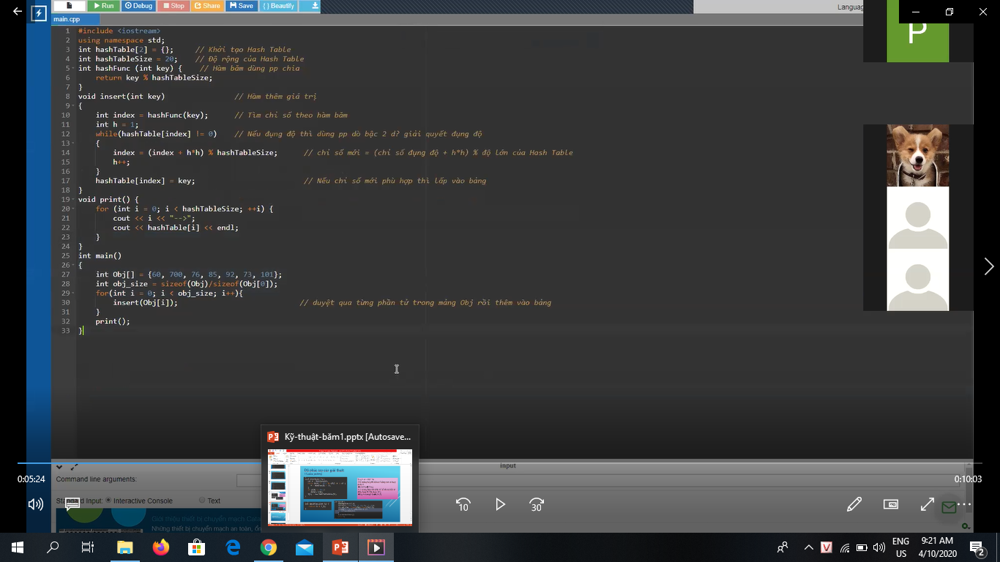 Run Debug Stop Share Save { } Beautify
Languag
main.cpp
P
1 #include <iostream>
2 using namespace std;
3 int hashTable[2] = {}; // Khởi tạo Hash Table
4 int hashTableSize = 20; // Độ rộng của Hash Table
5 int hashFunc (int key) { // Hàm băm dùng pp chia
6 return key % hashTableSize;
7 }
8 void insert(int key) // Hàm thêm giá trị
9 {
10 int index = hashFunc(key); // Tìm chỉ số theo hàm băm
11 int h = 1;
12 while(hashTable[index] != 0) // Nếu đụng độ thì dùng pp dò bậc 2 d? giải quyết đụng độ
13 {
14 index = (index + h*h) % hashTableSize; // chỉ số mới = (chỉ số đụng độ + h*h) % độ lớn của Hash Table
15 h++;
16 }
17 hashTable[index] = key; // Nếu chỉ số mới phù hợp thì lấp vào bảng
18 }
19 void print() {
20 for (int i = 0; i < hashTableSize; ++i) {
21 cout << i << "-->";
22 cout << hashTable[i] << endl;
23 }
24 }
25 int main()
26 {
27 int Obj[] = {60, 700, 76, 85, 92, 73, 101};
28 int obj_size = sizeof(Obj)/sizeof(Obj[0]);
29 for(int i = 0; i < obj_size; i++){
30 insert(Obj[i]); // duyệt qua từng phần tử trong mảng Obj rồi thêm vào bảng
31 }
32 print();
33 }
Kỹ-thuật-băm1.pptx [Autosave...
input
0:05:24
Command line arguments:
0:10:03
Standard Input: Interactive Console Text
10
30
Những thiết bị chuyển mạch an toàn, ổn
ENG
US
9:21 AM
4/10/2020
2